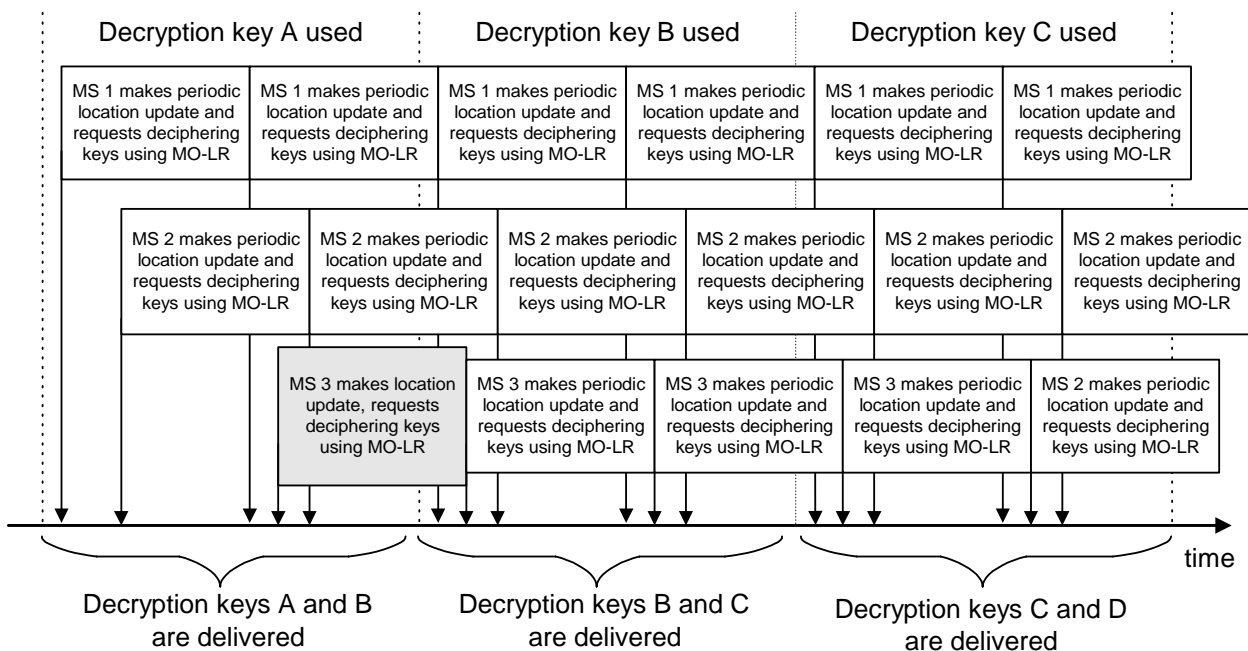 Decryption key A used
Decryption key B used
Decryption key C used
MS 1 makes periodic
location update and
requests deciphering
keys using MO-LR
MS 1 makes periodic
location update and
requests deciphering
keys using MO-LR
MS 1 makes periodic
location update and
requests deciphering
keys using MO-LR
MS 1 makes periodic
location update and
requests deciphering
keys using MO-LR
MS 1 makes periodic
location update and
requests deciphering
keys using MO-LR
MS 1 makes periodic
location update and
requests deciphering
keys using MO-LR
MS 2 makes periodic
location update and
requests deciphering
keys using MO-LR
MS 2 makes periodic
location update and
requests deciphering
keys using MO-LR
MS 2 makes periodic
location update and
requests deciphering
keys using MO-LR
MS 2 makes periodic
location update and
requests deciphering
keys using MO-LR
MS 2 makes periodic
location update and
requests deciphering
keys using MO-LR
MS 2 makes periodic
location update and
requests deciphering
keys using MO-LR
MS 3 makes location
update, requests
deciphering keys
using MO-LR
MS 3 makes periodic
location update and
requests deciphering
keys using MO-LR
MS 3 makes periodic
location update and
requests deciphering
keys using MO-LR
MS 3 makes periodic
location update and
requests deciphering
keys using MO-LR
MS 2 makes periodic
location update and
requests deciphering
keys using MO-LR
time
Decryption keys A and B
are delivered
Decryption keys B and C
are delivered
Decryption keys C and D
are delivered